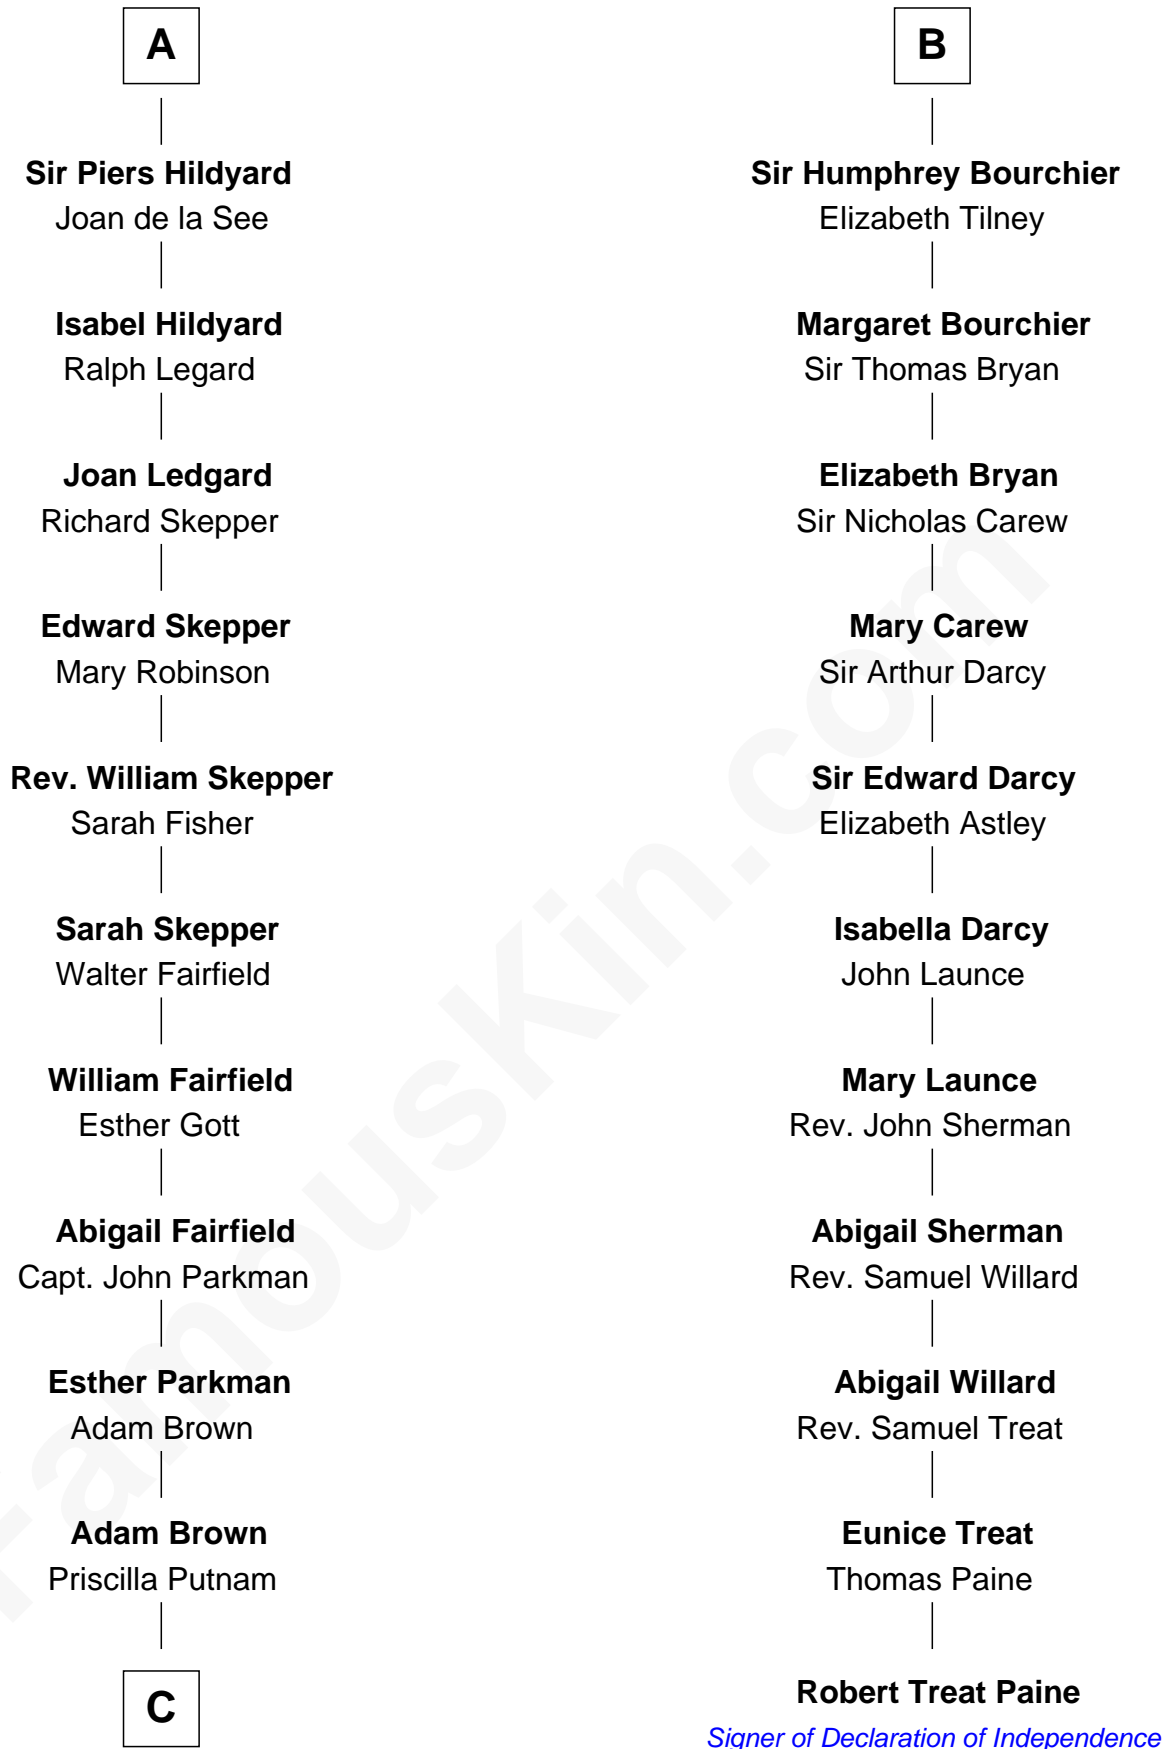 A
Sir Piers Hildyard
Joan de la See
Isabel Hildyard
Ralph Legard
Joan Ledgard
Richard Skepper
Edward Skepper
Mary Robinson
Rev. William Skepper
Sarah Fisher
Sarah Skepper
Walter Fairfield
William Fairfield
Esther Gott
Abigail Fairfield
Capt. John Parkman
Esther Parkman
Adam Brown
Adam Brown
Priscilla Putnam
C
B
Sir Humphrey Bourchier
Elizabeth Tilney
Margaret Bourchier
Sir Thomas Bryan
Elizabeth Bryan
Sir Nicholas Carew
Mary Carew
Sir Arthur Darcy
Sir Edward Darcy
Elizabeth Astley
Isabella Darcy
John Launce
Mary Launce
Rev. John Sherman
Abigail Sherman
Rev. Samuel Willard
Abigail Willard
Rev. Samuel Treat
Eunice Treat
Thomas Paine
Robert Treat Paine
Signer of Declaration of Independence
FamousKin.com